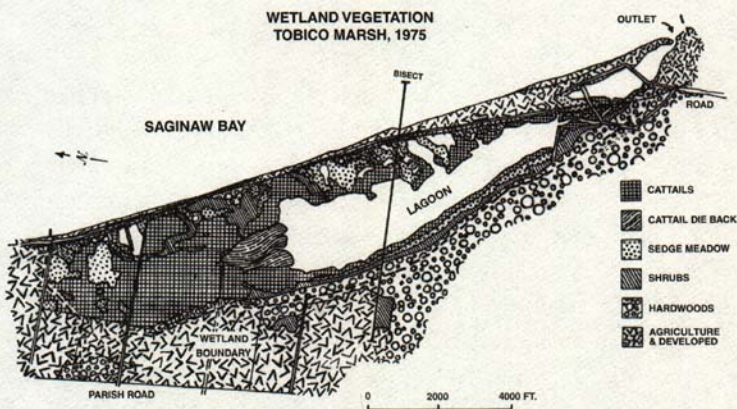 WETLAND VEGETATION
TOBICO MARSH, 1975
OUTLET
BISECT
ROAD
SAGINAW BAY
N
LAGOON
CATTAILS
CATTAIL DIE BACK
SEDGE MEADOW
SHRUBS
HARDWOODS
AGRICULTURE
& DEVELOPED
WETLAND
BOUNDARY
PARISH ROAD
0 2000 4000 FT.